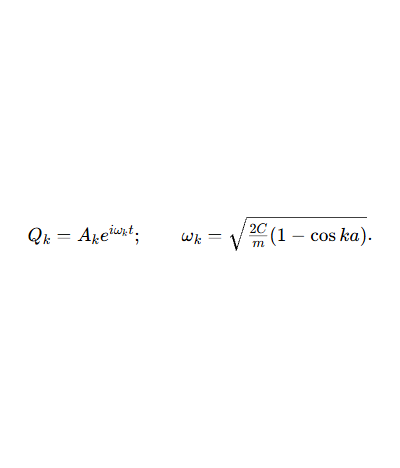 Q_k = A_k e^{iω_k t};    ω_k = √(2C/m (1 − cos ka)).